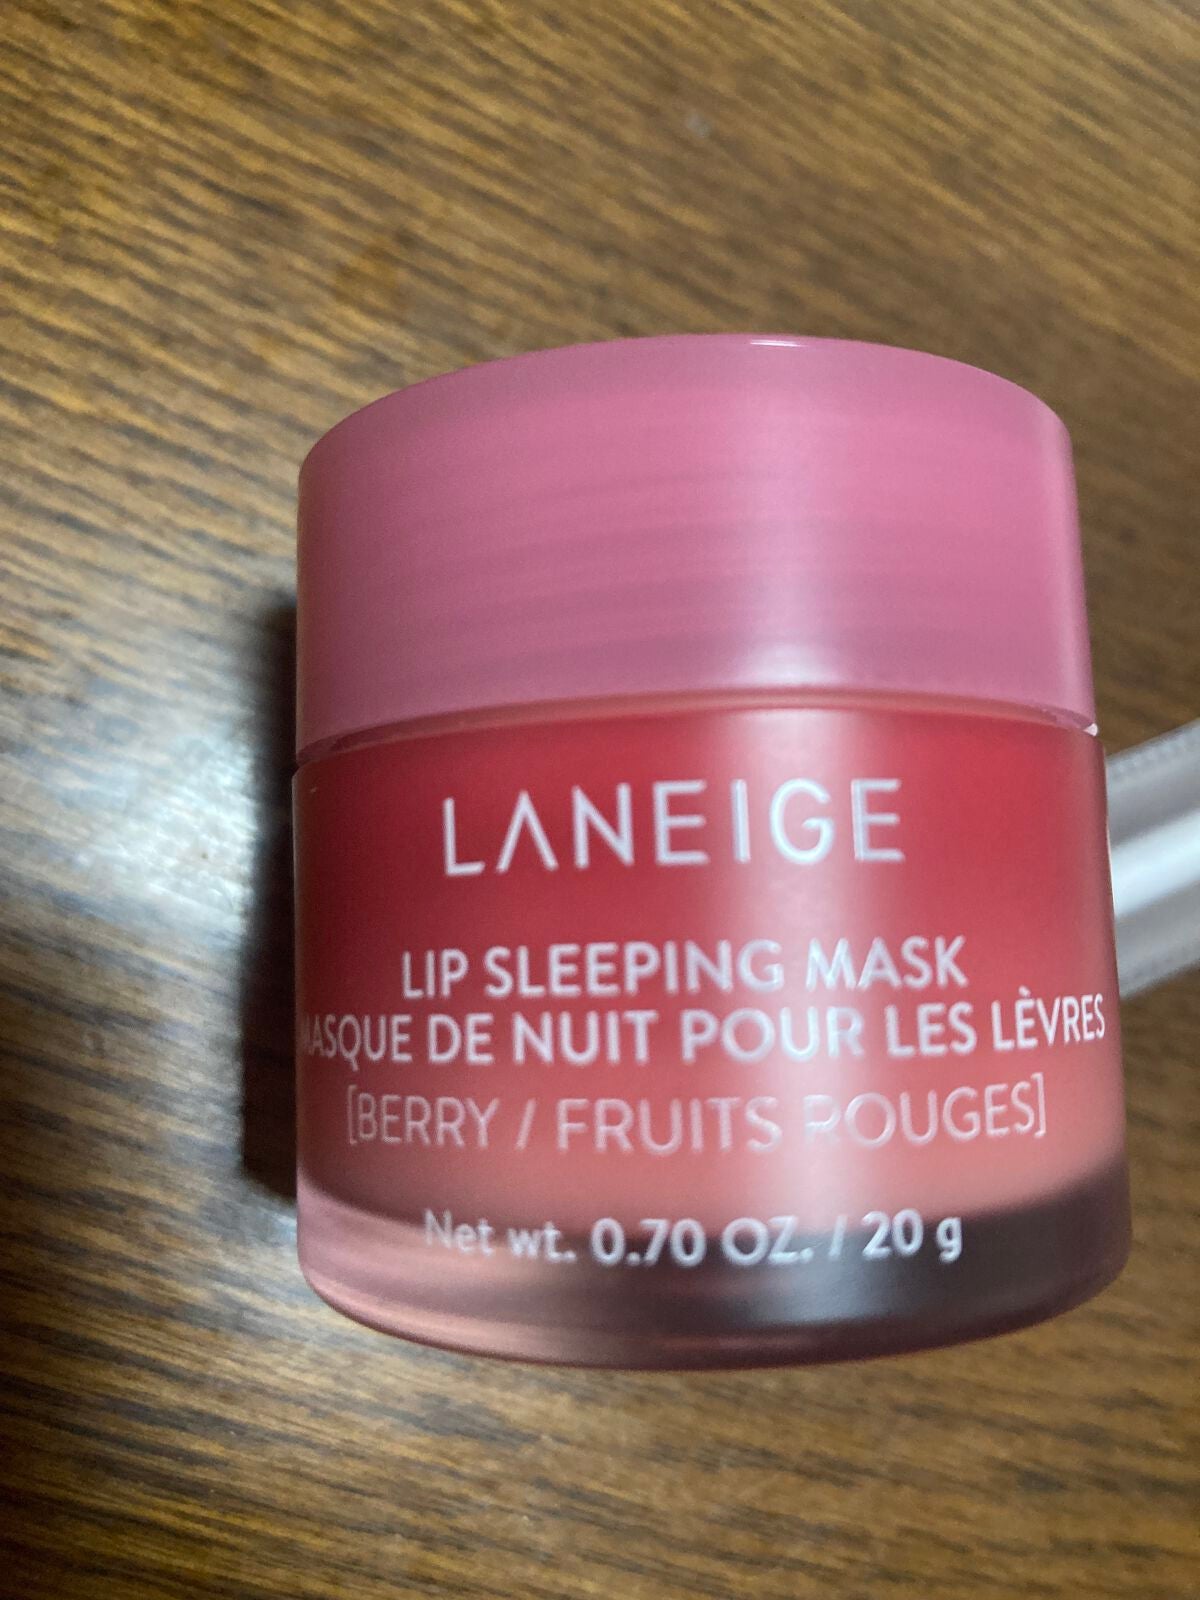 LANEIGE
LIP SLEEPING MASK
MASQUE DE NUIT POUR LES LÈVRES
[BERRY / FRUITS ROUGES]
Net wt. 0.70 OZ. / 20 g